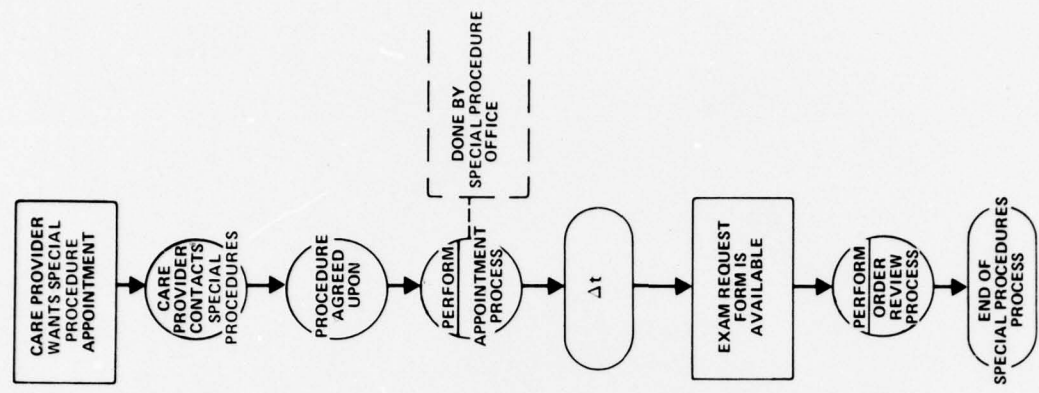 CARE PROVIDER
WANTS SPECIAL
PROCEDURE
APPOINTMENT
CARE
PROVIDER
CONTACTS
SPECIAL
PROCEDURES
PROCEDURE
AGREED
UPON
PERFORM
APPOINTMENT
PROCESS
DONE BY
SPECIAL PROCEDURE
OFFICE
Δt
EXAM REQUEST
FORM IS
AVAILABLE
PERFORM
ORDER
REVIEW
PROCESS
END OF
SPECIAL PROCEDURES
PROCESS